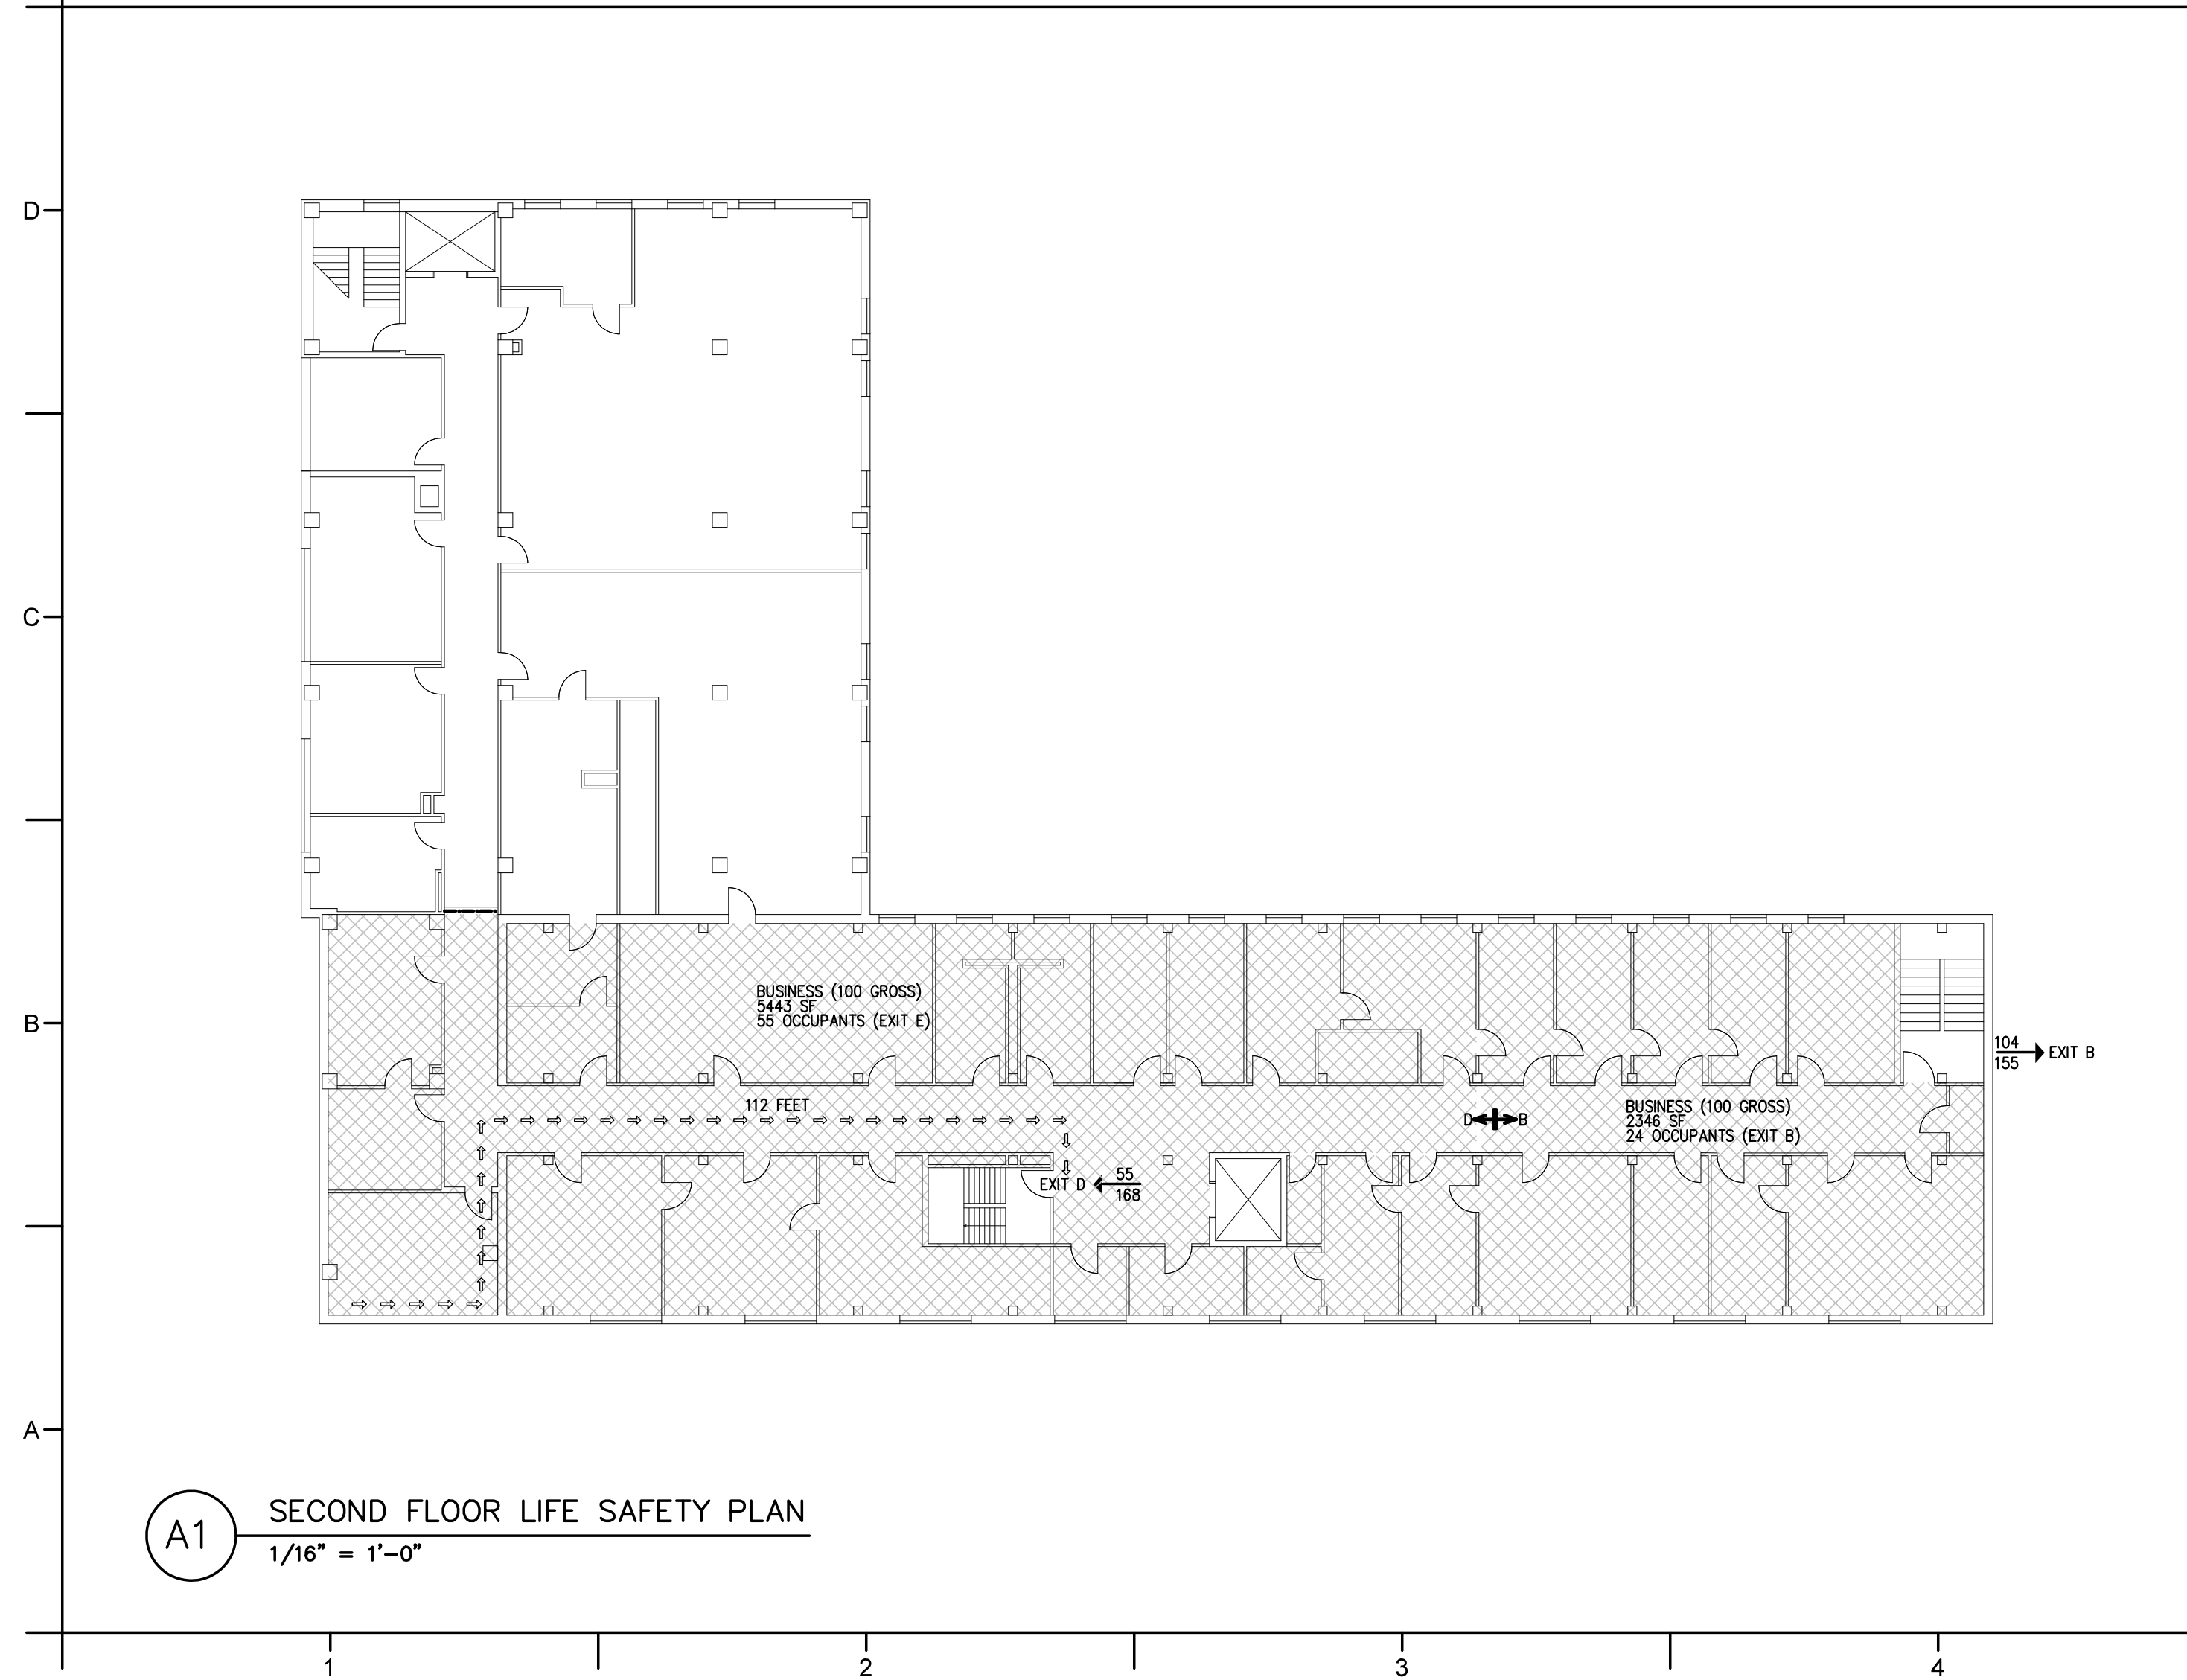 D
C
BUSINESS (100 GROSS)
5443 SF
55 OCCUPANTS (EXIT E)
B
104
155
EXIT B
112 FEET
D
B
BUSINESS (100 GROSS)
2346 SF
24 OCCUPANTS (EXIT B)
EXIT D
55
168
A
A1
SECOND FLOOR LIFE SAFETY PLAN
1/16" = 1'-0"
1
2
3
4